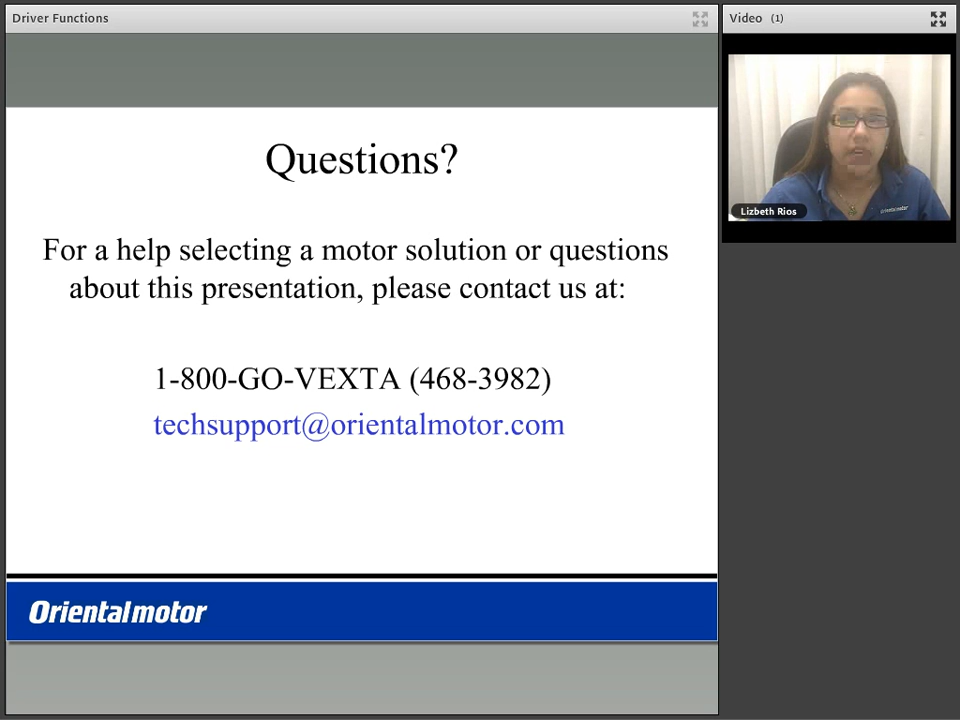 Driver Functions
Video (1)
Lizbeth Rios
Orientalmotor
Questions?
For a help selecting a motor solution or questions
about this presentation, please contact us at:
1-800-GO-VEXTA (468-3982)
techsupport@orientalmotor.com
Orientalmotor